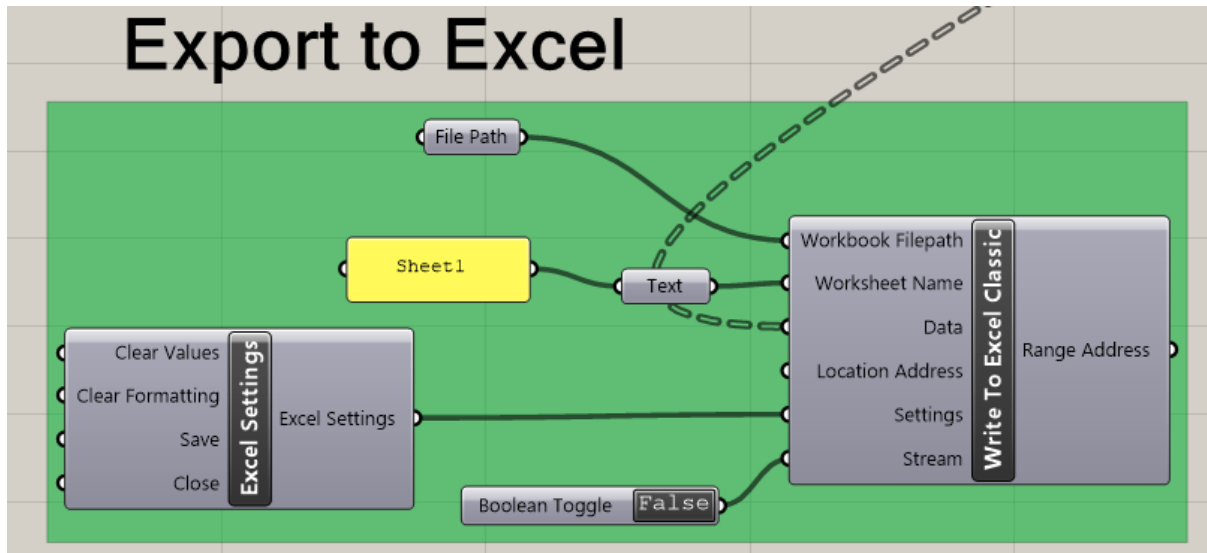 Export to Excel
File Path
Sheet1
Text
Clear Values
Clear Formatting
Save
Close
Excel Settings
Excel Settings
Boolean Toggle
False
Workbook Filepath
Worksheet Name
Data
Location Address
Settings
Stream
Write To Excel Classic
Range Address